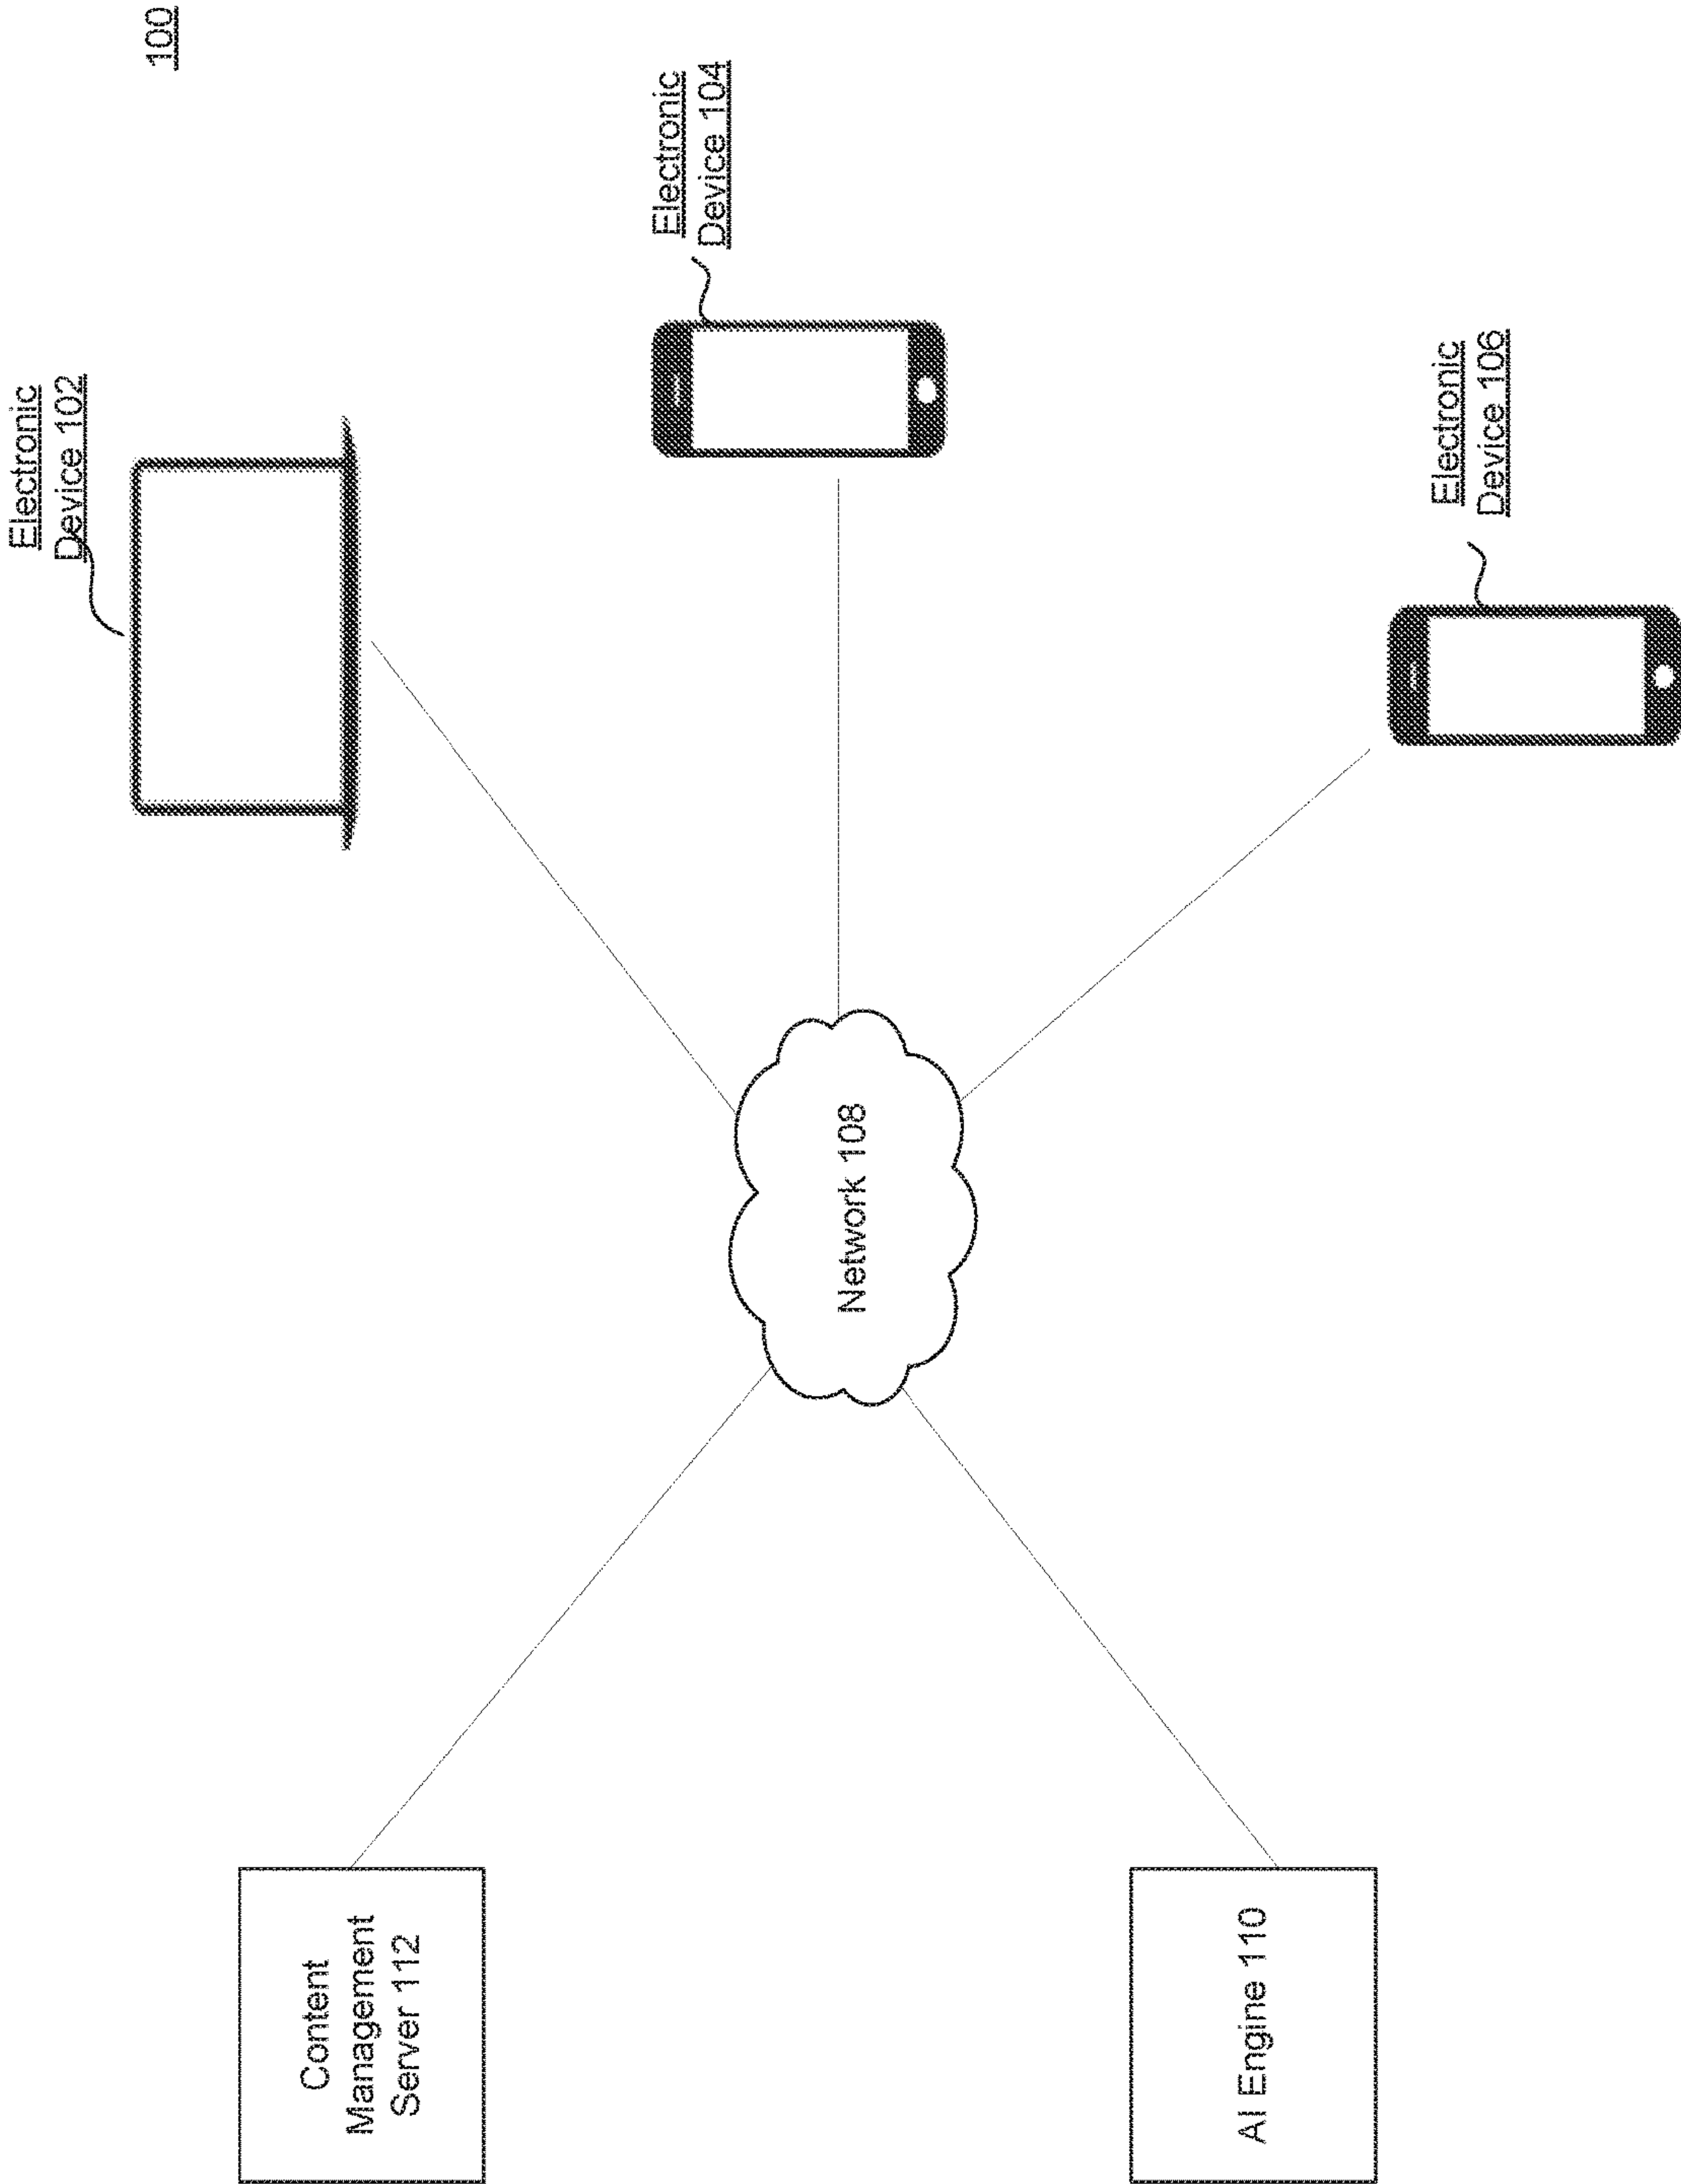 100
Electronic
Device 102
Electronic
Device 104
Electronic
Device 106
Network 108
Content
Management
Server 112
AI Engine 110